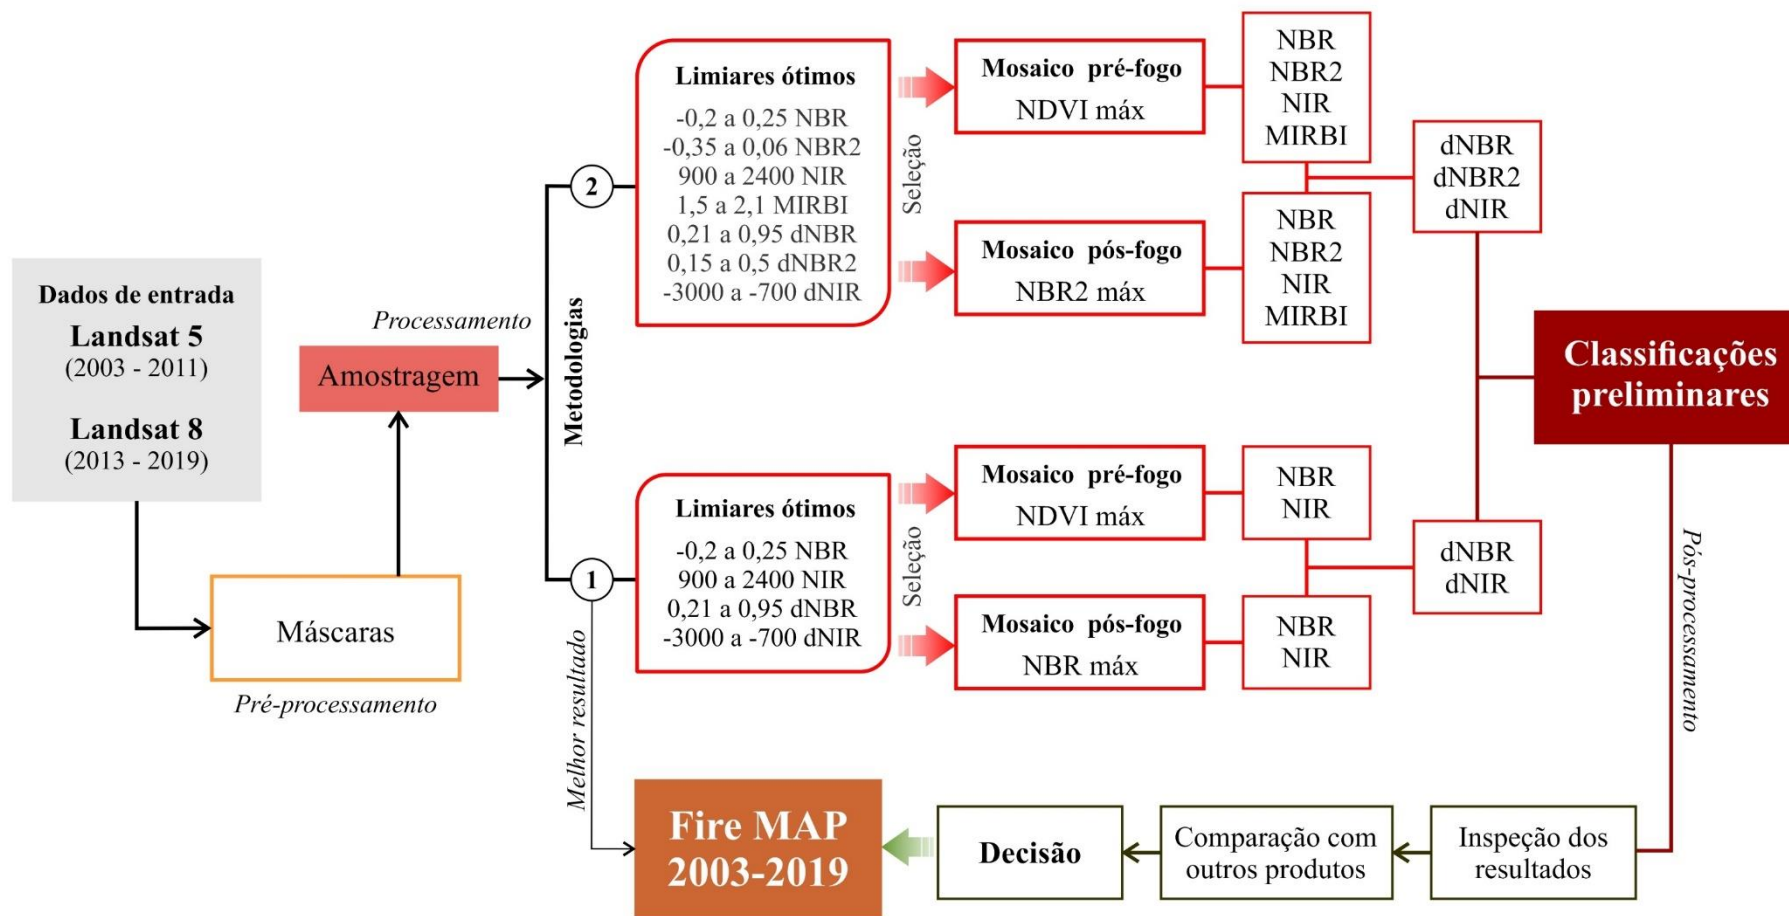 Dados de entrada
Landsat 5
(2003 - 2011)
Landsat 8
(2013 - 2019)
Máscaras
Pré-processamento
Processamento
Amostragem
Metodologias
2
Limiares ótimos
-0,2 a 0,25 NBR
-0,35 a 0,06 NBR2
900 a 2400 NIR
1,5 a 2,1 MIRBI
0,21 a 0,95 dNBR
0,15 a 0,5 dNBR2
-3000 a -700 dNIR
Seleção
Mosaico pré-fogo
NDVI máx
Mosaico pós-fogo
NBR2 máx
NBR
NBR2
NIR
MIRBI
NBR
NBR2
NIR
MIRBI
dNBR
dNBR2
dNIR
1
Limiares ótimos
-0,2 a 0,25 NBR
900 a 2400 NIR
0,21 a 0,95 dNBR
-3000 a -700 dNIR
Seleção
Mosaico pré-fogo
NDVI máx
Mosaico pós-fogo
NBR máx
NBR
NIR
NBR
NIR
dNBR
dNIR
Classificações
preliminares
Pós-processamento
Inspeção dos
resultados
Comparação com
outros produtos
Decisão
Melhor resultado
Fire MAP
2003-2019